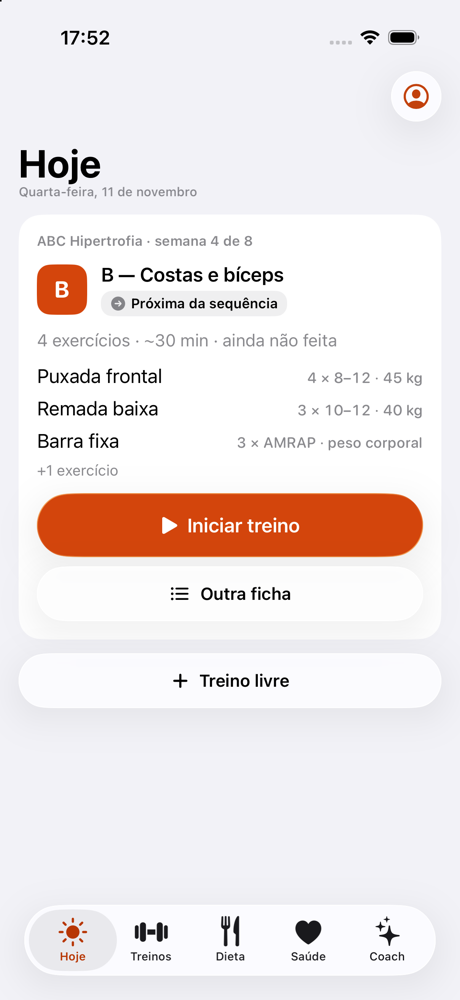 17:52
Hoje
Quarta-feira, 11 de novembro
ABC Hipertrofia · semana 4 de 8
B
B — Costas e bíceps
Próxima da sequência
4 exercícios · ~30 min · ainda não feita
Puxada frontal 4 × 8–12 · 45 kg
Remada baixa 3 × 10–12 · 40 kg
Barra fixa 3 × AMRAP · peso corporal
+1 exercício
Iniciar treino
Outra ficha
Treino livre
Hoje Treinos Dieta Saúde Coach